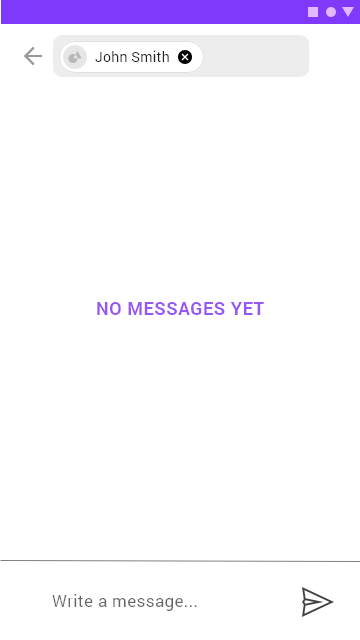 John Smith
NO MESSAGES YET
Write a message...